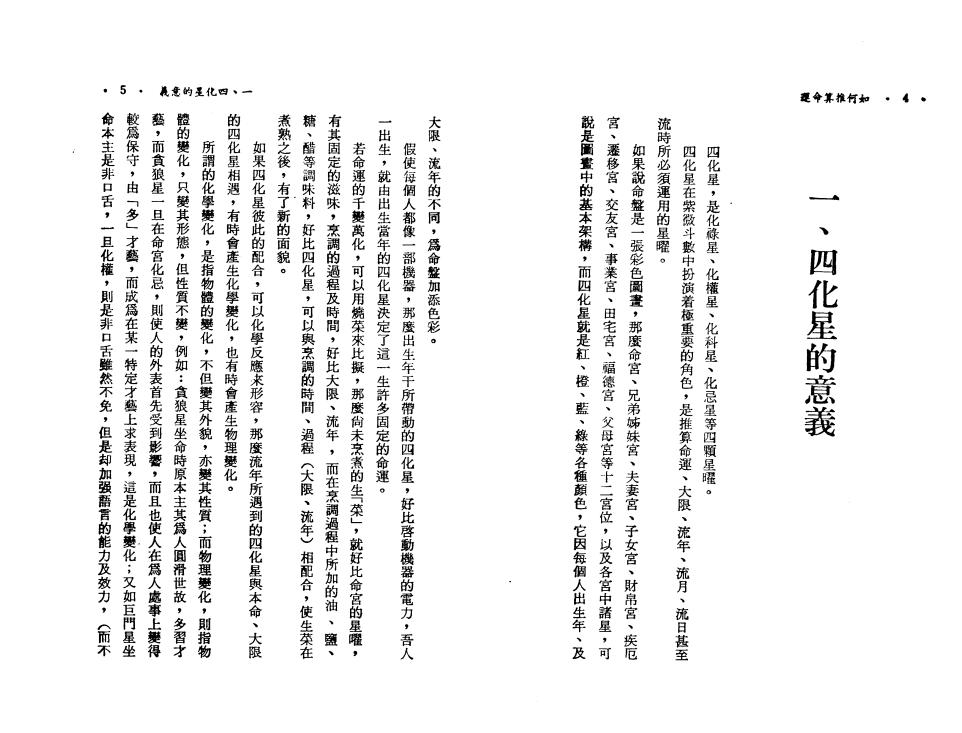 如何推算命運 • 4 •
一、四化星的意義
四化星，是化祿星、化權星、化科星、化忌星等四顆星曜。
四化星在紫微斗數中扮演着極重要的角色，是推算命運、大限、流年、流月、流日甚至
流時所必須運用的星曜。
如果說命盤是一張彩色圖畫，那麼命宮、兄弟姊妹宮、夫妻宮、子女宮、財帛宮、疾厄
宮、遷移宮、交友宮、事業宮、田宅宮、福德宮、父母宮等十二宮位，以及各宮中諸星，可
說是圖畫中的基本架構，而四化星就是紅、橙、藍、綠等各種顏色，它因每個人出生年、及
• 5 • 一、四化星的意義
大限、流年的不同，爲命盤加添色彩。
假使每個人都像一部機器，那麼出生年干所帶動的四化星，好比啓動機器的電力，吾人
一出生，就由出生當年的四化星決定了這一生許多固定的命運。
若命運的千變萬化，可以用燒菜來比擬，那麼尚未烹煮的生「菜」，就好比命宮的星曜，
有其固定的滋味，烹調的過程及時間，好比大限、流年，而在烹調過程中所加的油、鹽、
糖、醋等調味料，好比四化星，可以與烹調的時間、過程（大限、流年）相配合，使生菜在
煮熟之後，有了新的面貌。
如果四化星彼此的配合，可以化學反應來形容，那麼流年所遇到的四化星與本命、大限
的四化星相遇，有時會產生化學變化，也有時會產生物理變化。
所謂的化學變化，是指物體的變化，不但變其外貌，亦變其性質；而物理變化，則指物
體的變化，只變其形態，但性質不變，例如：貪狼星坐命時原本主其爲人圓滑世故，多習才
藝，而貪狼星一旦在命宮化忌，則使人的外表首先受到影響，而且也使人在爲人處事上變得
較爲保守，由「多」才藝，而成爲在某一特定才藝上求表現，這是化學變化；又如巨門星坐
命本主是非口舌，一旦化權，則是非口舌雖然不免，但是却加强語言的能力及效力，（而不